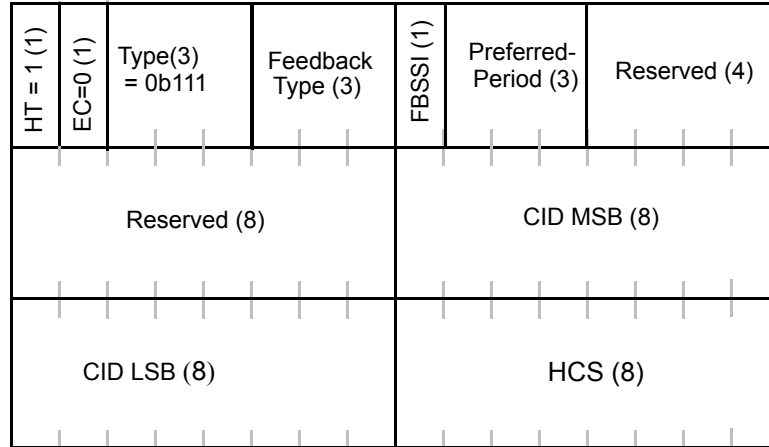 HT = 1 (1)
EC=0 (1)
Type(3)
= 0b111
Feedback
Type (3)
FBSSI (1)
Preferred-
Period (3)
Reserved (4)
Reserved (8)
CID MSB (8)
CID LSB (8)
HCS (8)